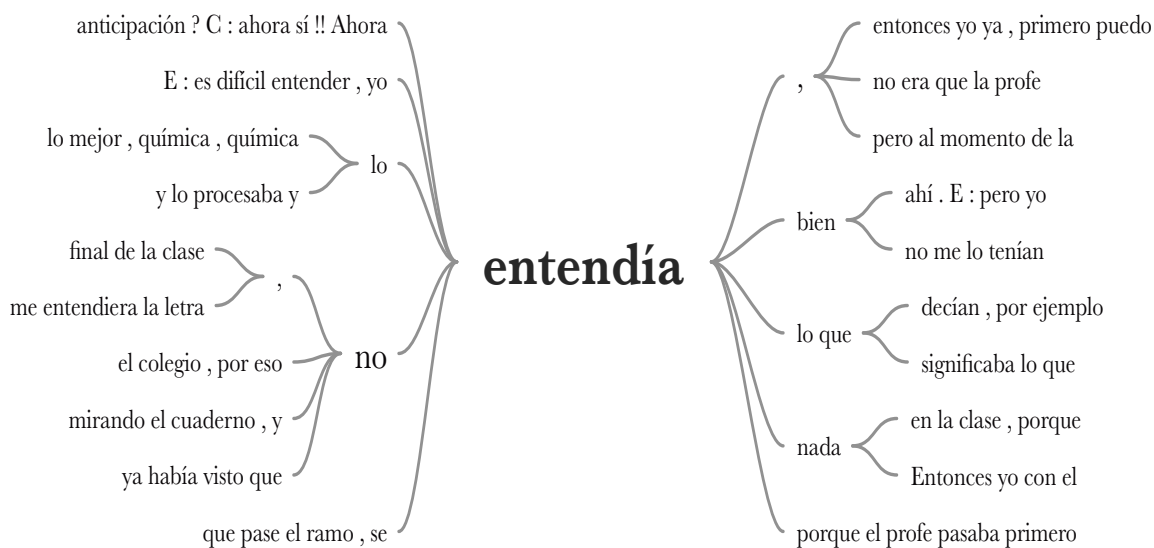 anticipación ? C : ahora sí !! Ahora
E : es difícil entender , yo
lo mejor , química , química
y lo procesaba y
lo
final de la clase
me entendiera la letra
,
el colegio , por eso
mirando el cuaderno , y
ya había visto que
no
que pase el ramo , se
entendía
,
entonces yo ya , primero puedo
no era que la profe
pero al momento de la
bien
ahí . E : pero yo
no me lo tenían
lo que
decían , por ejemplo
significaba lo que
nada
en la clase , porque
Entonces yo con el
porque el profe pasaba primero